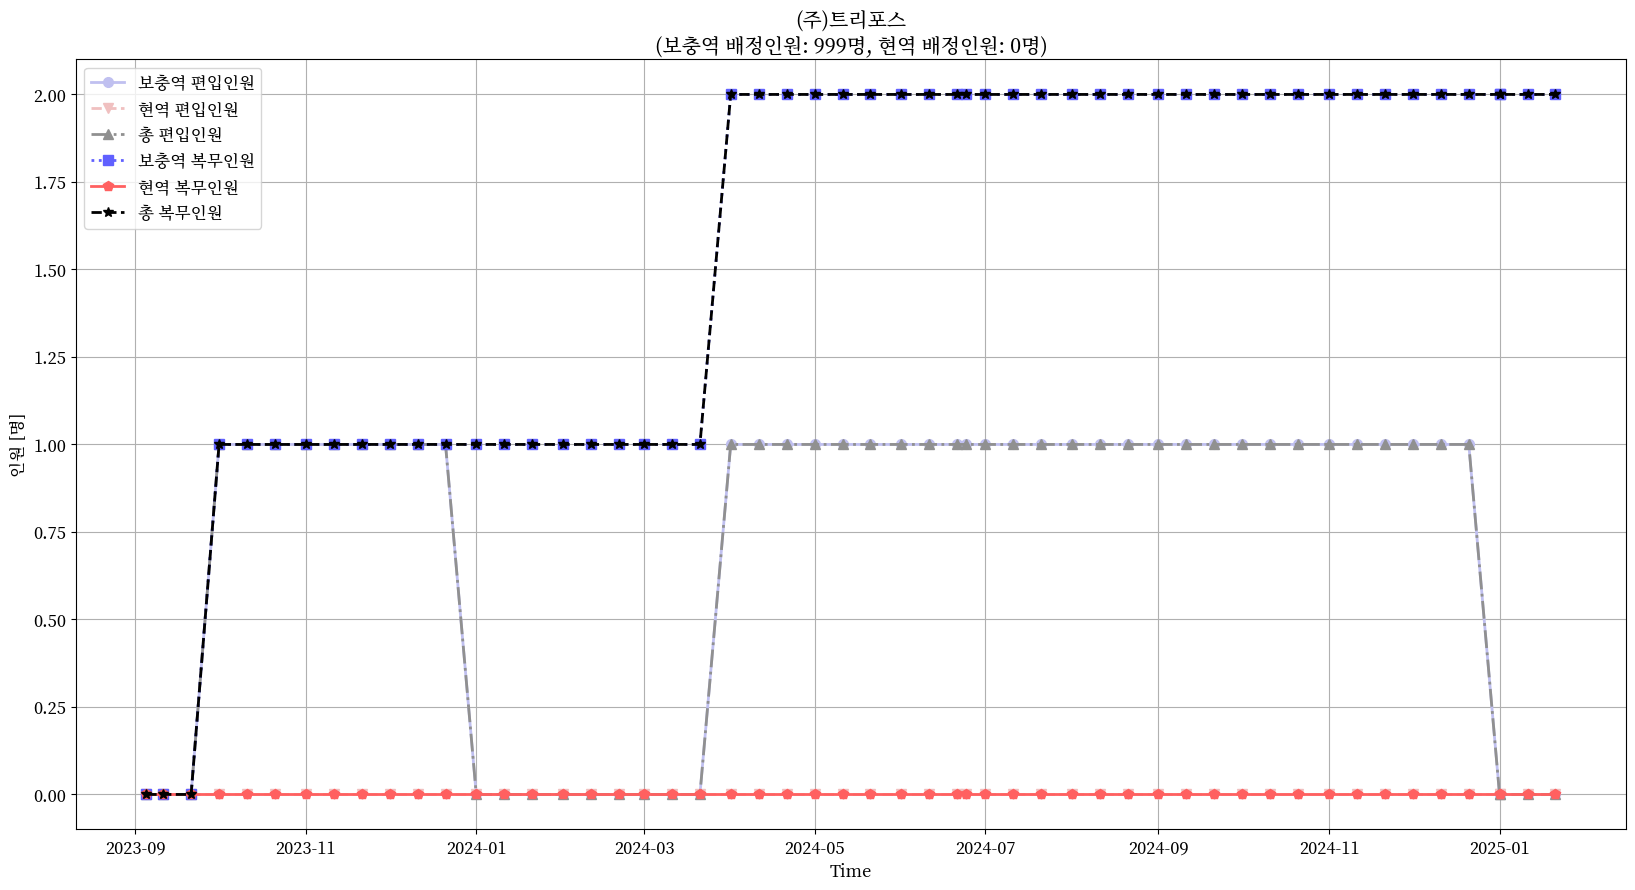 (주)트리포스
(보충역 배정인원: 999명, 현역 배정인원: 0명)
보충역 편입인원
현역 편입인원
총 편입인원
보충역 복무인원
현역 복무인원
총 복무인원
인원 [명]
2.00
1.75
1.50
1.25
1.00
0.75
0.50
0.25
0.00
2023-09 2023-11 2024-01 2024-03 2024-05 2024-07 2024-09 2024-11 2025-01
Time